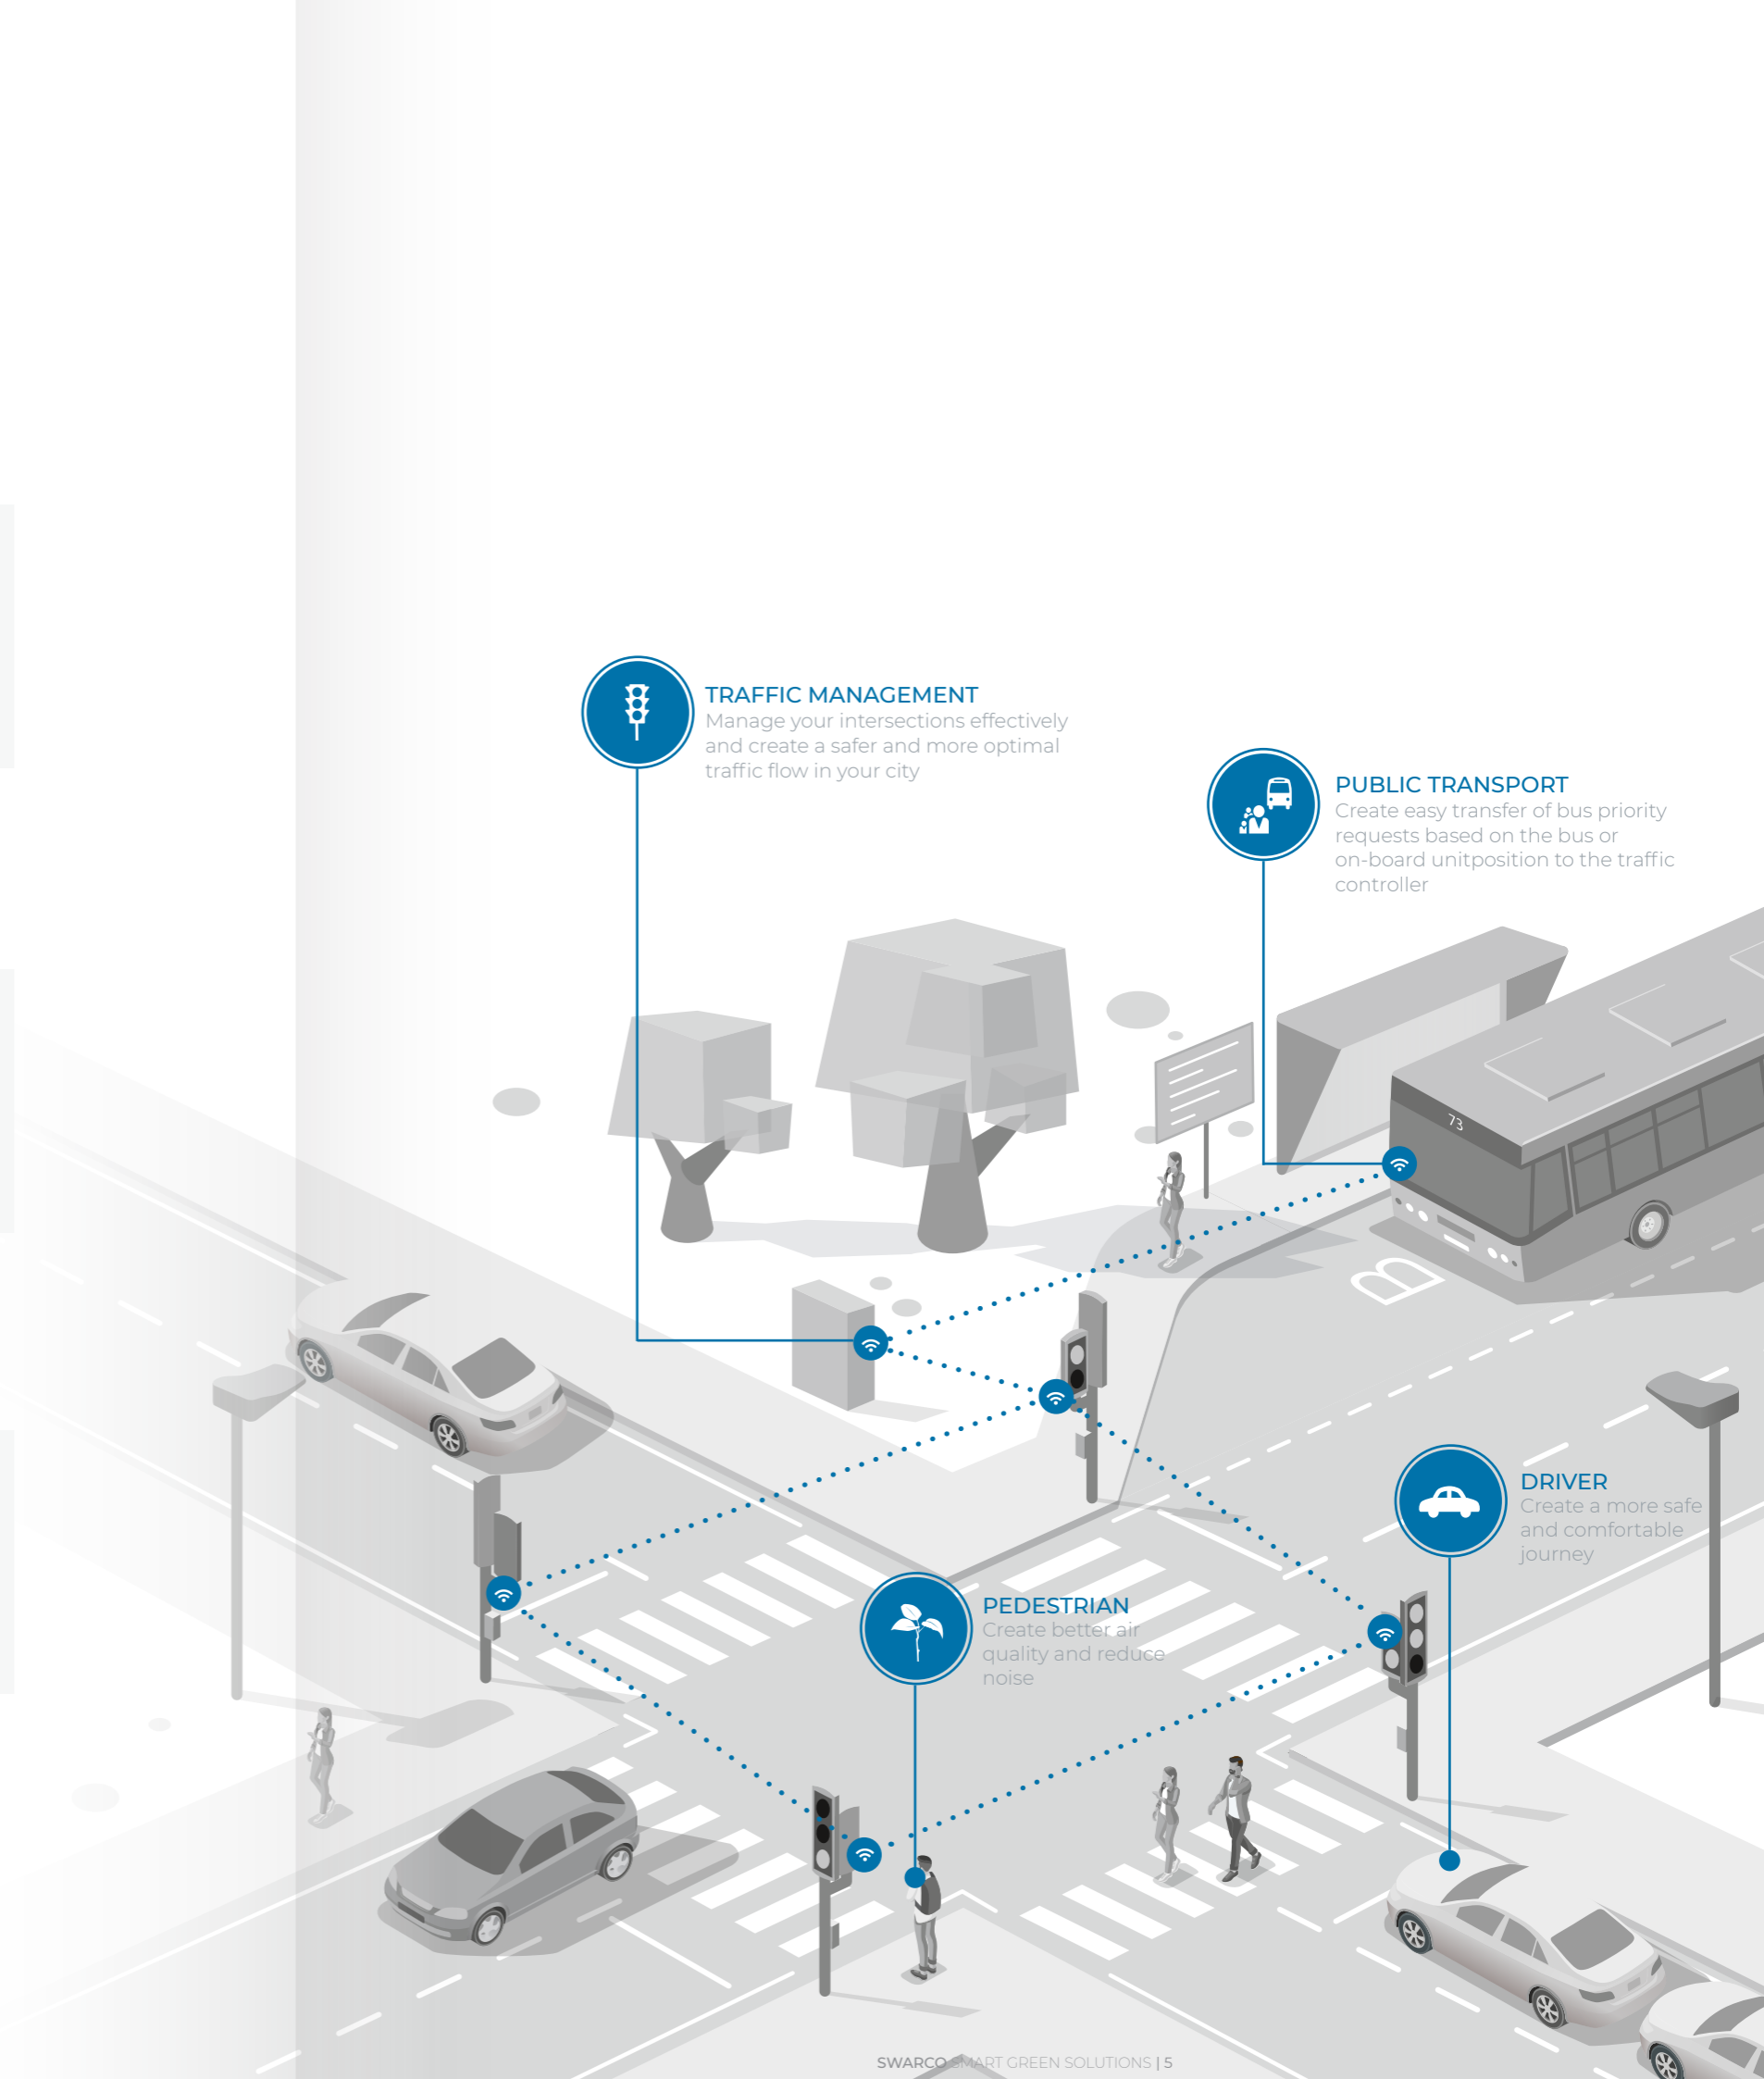 TRAFFIC MANAGEMENT
Manage your intersections effectively
and create a safer and more optimal
traffic flow in your city
PUBLIC TRANSPORT
Create easy transfer of bus priority
requests based on the bus or
on-board unitposition to the traffic
controller
73
B
DRIVER
Create a more safe
and comfortable
journey
PEDESTRIAN
Create better air
quality and reduce
noise
SWARCO SMART GREEN SOLUTIONS | 5